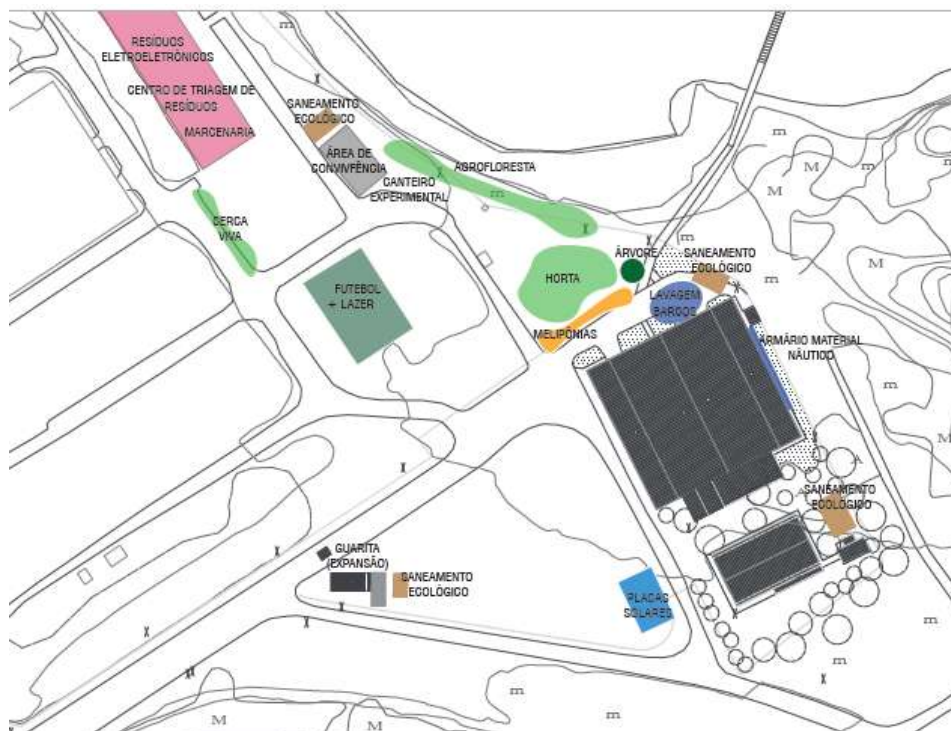 RESÍDUOS
ELETROELETRÔNICOS
CENTRO DE TRIAGEM DE
RESÍDUOS
MARCENARIA
SANEAMENTO
ECOLÓGICO
ÁREA DE
CONVIVÊNCIA
CANTEIRO
EXPERIMENTAL
AGROFLORESTA
CERCA
VIVA
FUTEBOL
+ LAZER
HORTA
ÁRVORE
SANEAMENTO
ECOLÓGICO
LAVAGEM
BARCOS
MELIPÔNIAS
ARMÁRIO MATERIAL
NÁUTICO
SANEAMENTO
ECOLÓGICO
GUARITA
(EXPANSÃO)
SANEAMENTO
ECOLÓGICO
PLACAS
SOLARES
m
m
m
m
m
m
m
m
m
m
m
M
M
M
M
M
M
A